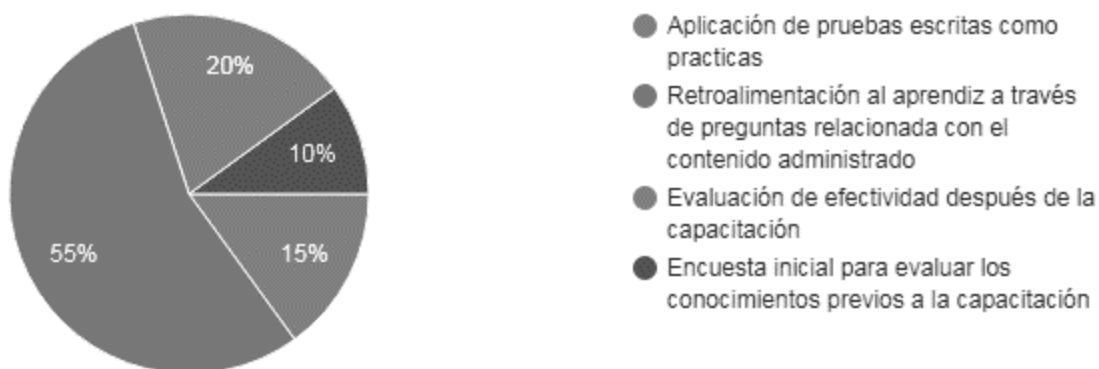 20%
10%
55%
15%
Aplicación de pruebas escritas como
practicas
Retroalimentación al aprendiz a través
de preguntas relacionada con el
contenido administrado
Evaluación de efectividad después de la
capacitación
Encuesta inicial para evaluar los
conocimientos previos a la capacitación